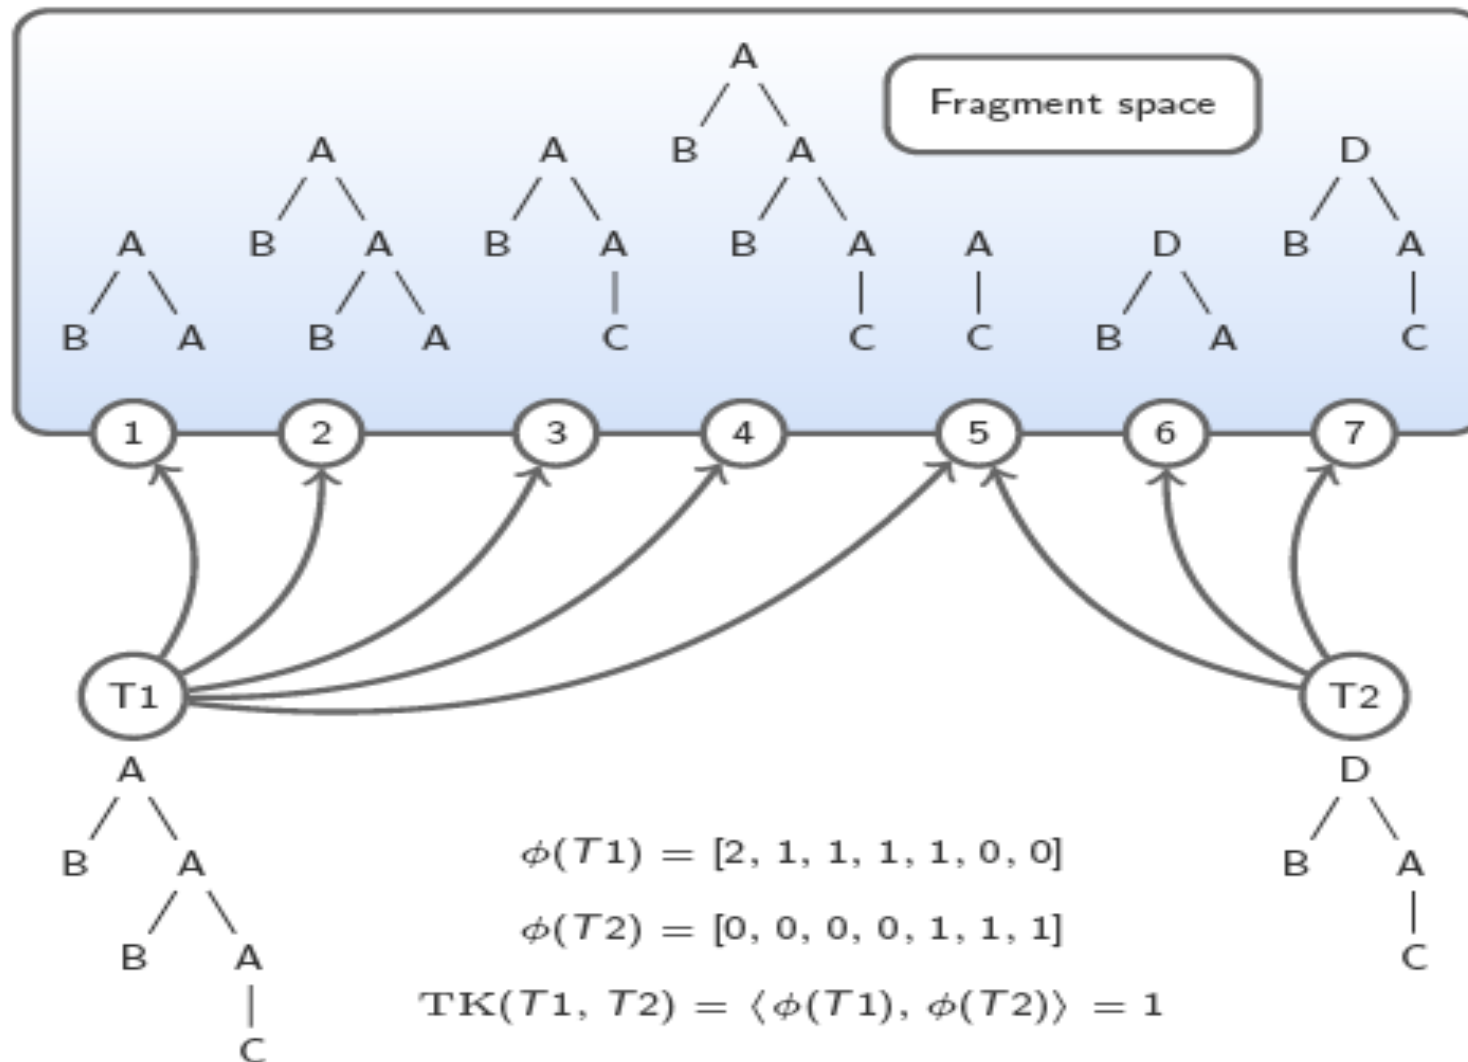 A
Fragment space
A A B A D
A B A B A B A A D B A
B A B A C C C B A C
1 2 3 4 5 6 7
T1 T2
A D
B A B A
ϕ(T1) = [2, 1, 1, 1, 1, 0, 0]
ϕ(T2) = [0, 0, 0, 0, 1, 1, 1]
B A C
TK(T1, T2) = ⟨ϕ(T1), ϕ(T2)⟩ = 1
C